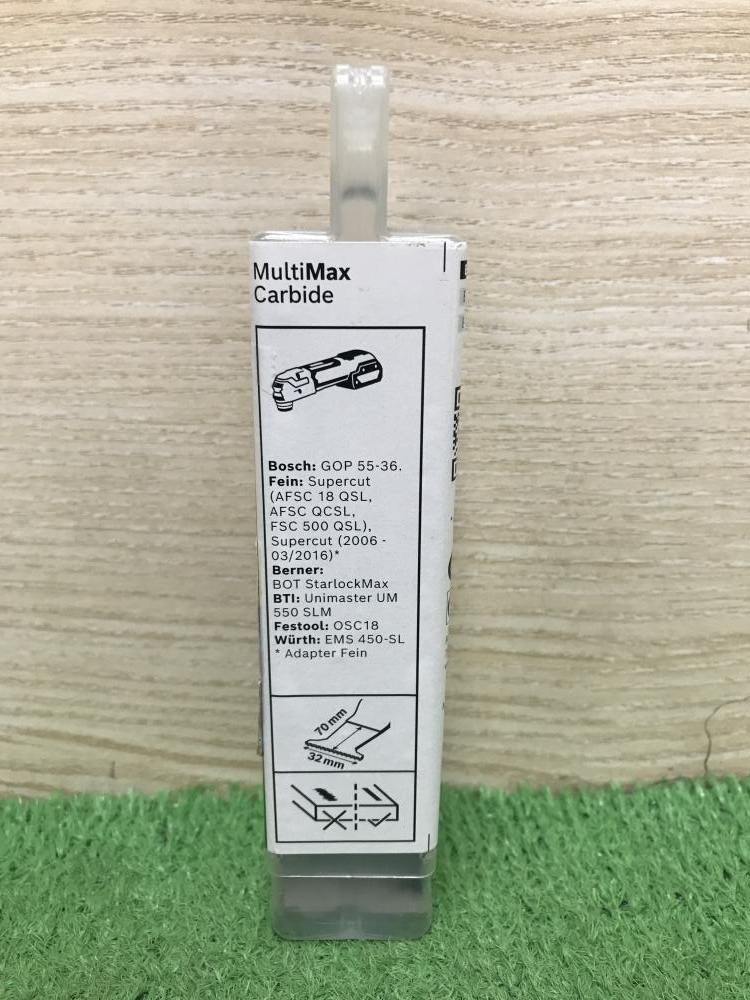 MultiMax
Carbide
Bosch: GOP 55-36.
Fein: Supercut
(AFSC 18 QSL,
AFSC QCSL,
FSC 500 QSL),
Supercut (2006 -
03/2016)*
Berner:
BOT StarlockMax
BTI: Unimaster UM
550 SLM
Festool: OSC18
Würth: EMS 450-SL
* Adapter Fein
70 mm
32 mm